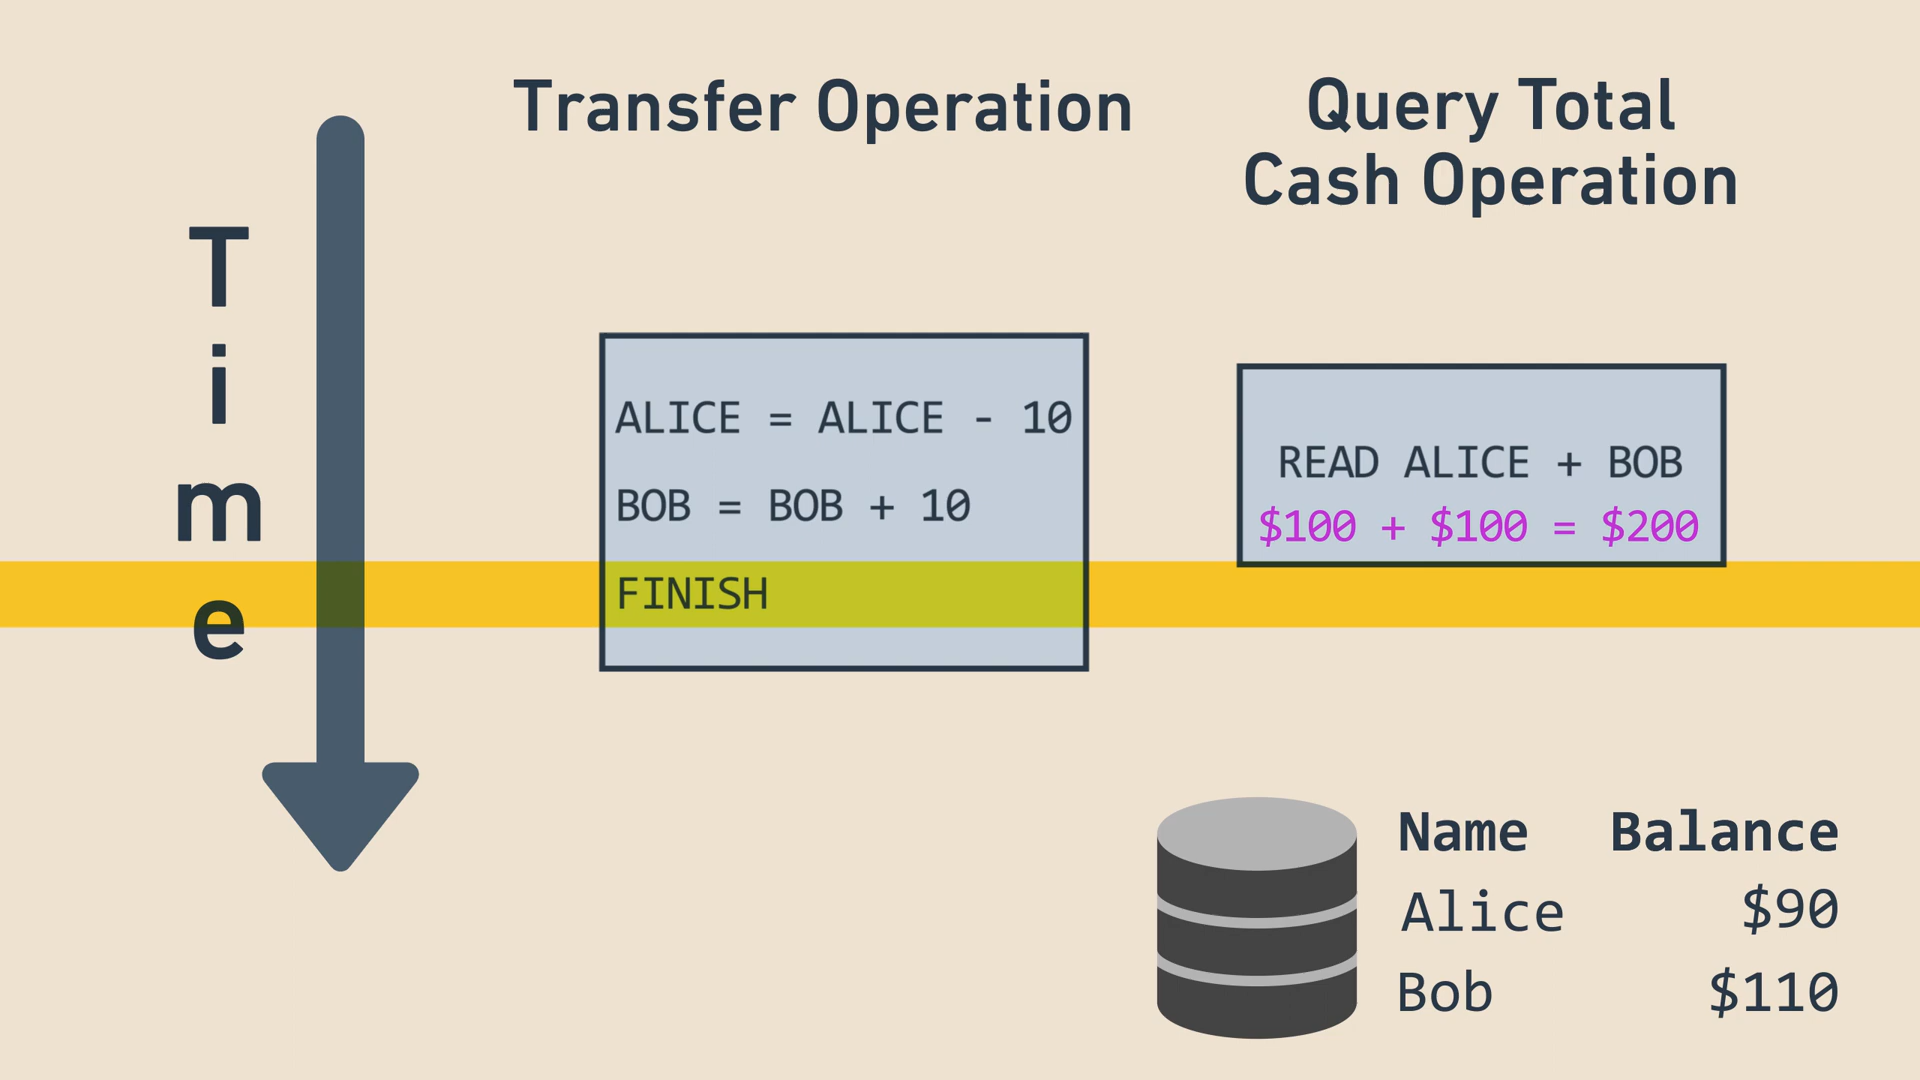 Transfer Operation
Query Total
Cash Operation
Time
ALICE = ALICE - 10
BOB = BOB + 10
FINISH
READ ALICE + BOB
$100 + $100 = $200
Name Balance
Alice $90
Bob $110